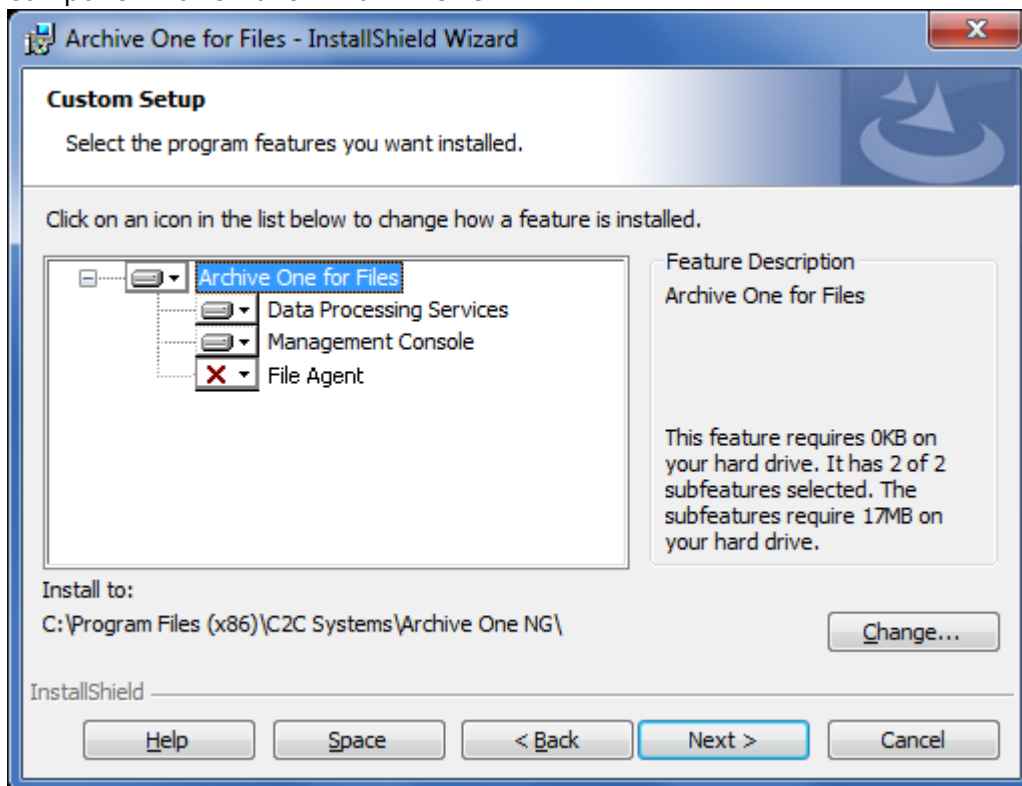 Archive One for Files - InstallShield Wizard
Custom Setup
Select the program features you want installed.
Click on an icon in the list below to change how a feature is installed.
Archive One for Files
Data Processing Services
Management Console
File Agent
Feature Description
Archive One for Files
This feature requires 0KB on
your hard drive. It has 2 of 2
subfeatures selected. The
subfeatures require 17MB on
your hard drive.
Install to:
C:\Program Files (x86)\C2C Systems\Archive One NG\
Change...
InstallShield
Help
Space
< Back
Next >
Cancel